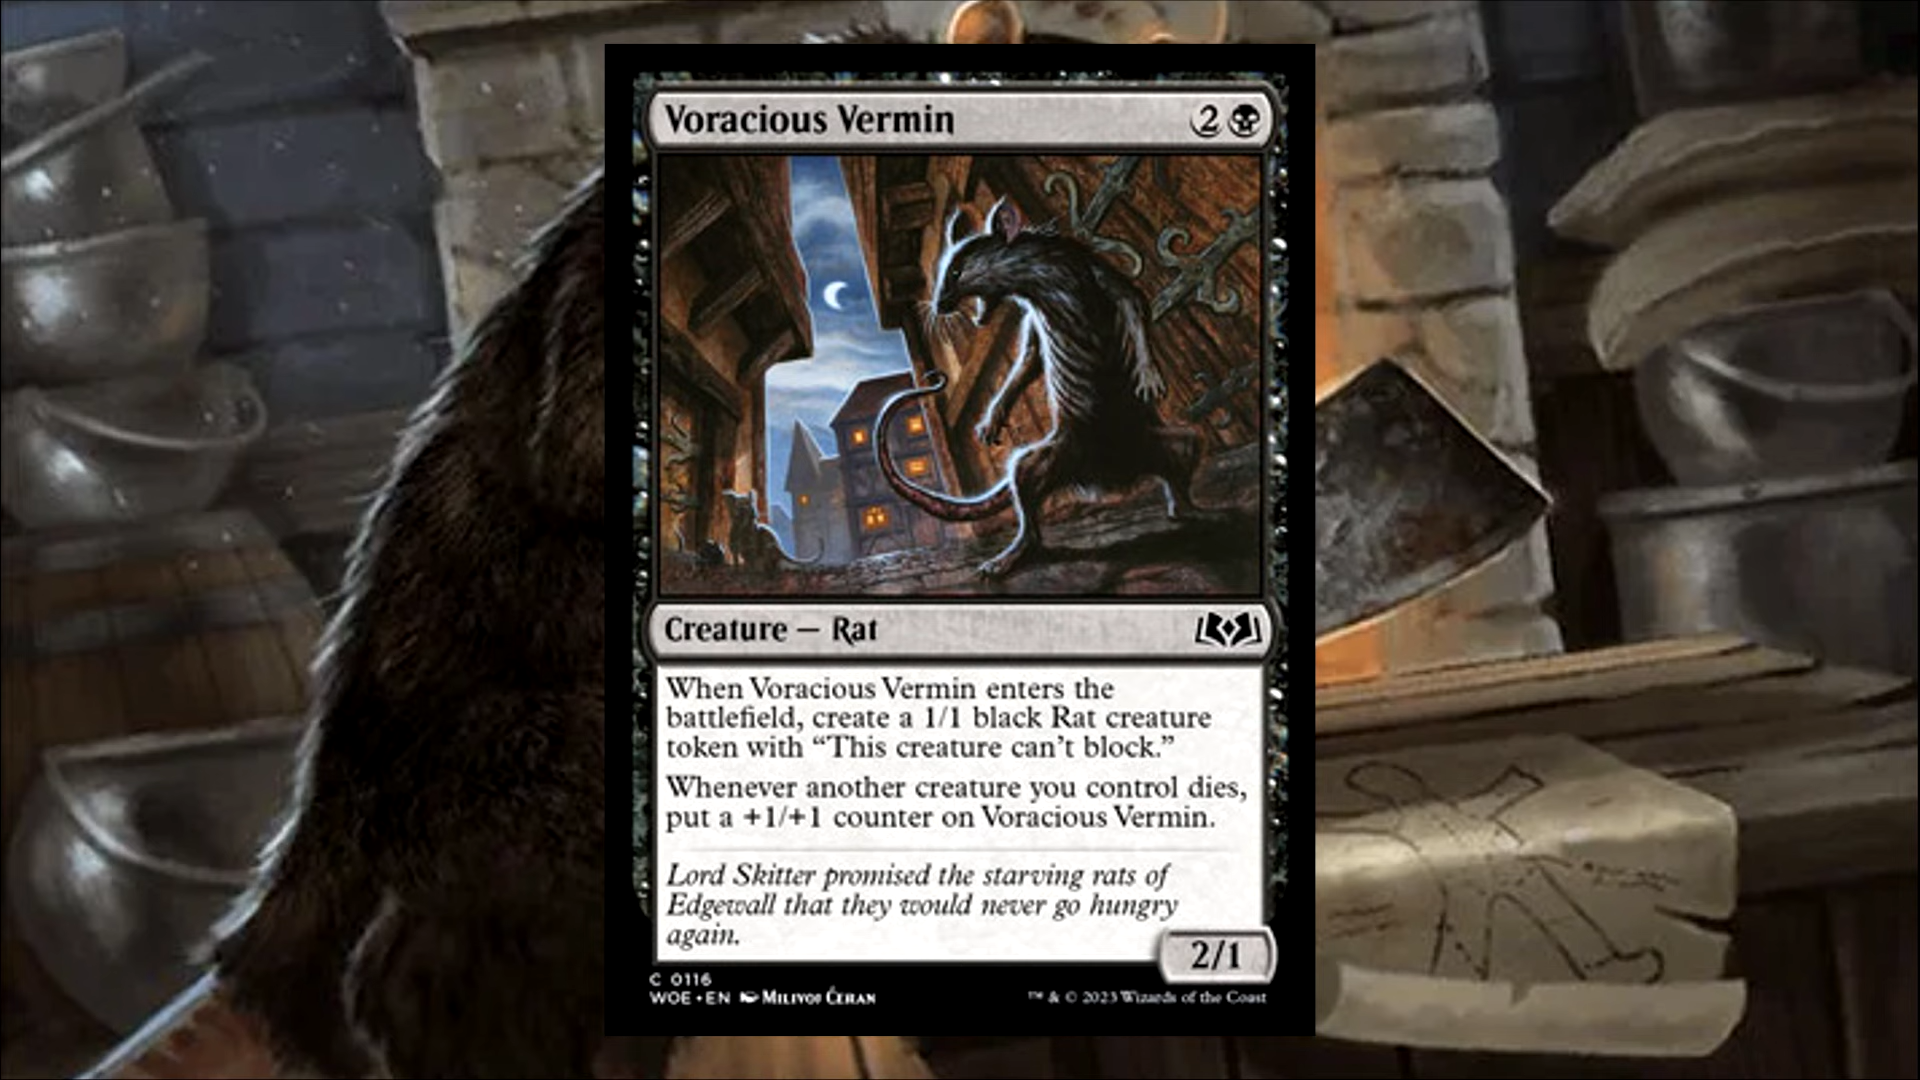 Voracious Vermin 2
Creature — Rat
When Voracious Vermin enters the
battlefield, create a 1/1 black Rat creature
token with “This creature can't block.”
Whenever another creature you control dies,
put a +1/+1 counter on Voracious Vermin.
Lord Skitter promised the starving rats of
Edgewall that they would never go hungry
again.
2/1
C 0116
WOE • EN MILIVOJ ĆERAN
™ & © 2023 Wizards of the Coast